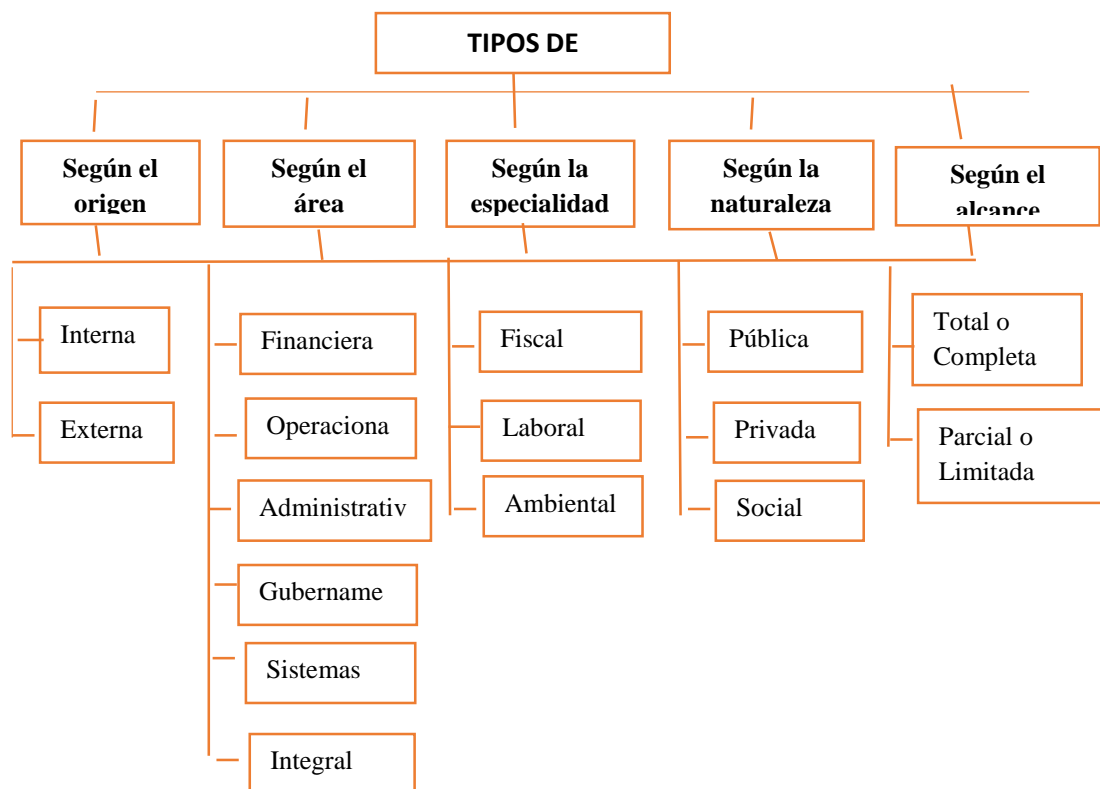 TIPOS DE
Según el
origen
Según el
área
Según la
especialidad
Según la
naturaleza
Según el
alcance
Interna
Externa
Financiera
Operaciona
Administrativ
Gubername
Sistemas
Integral
Fiscal
Laboral
Ambiental
Pública
Privada
Social
Total o
Completa
Parcial o
Limitada